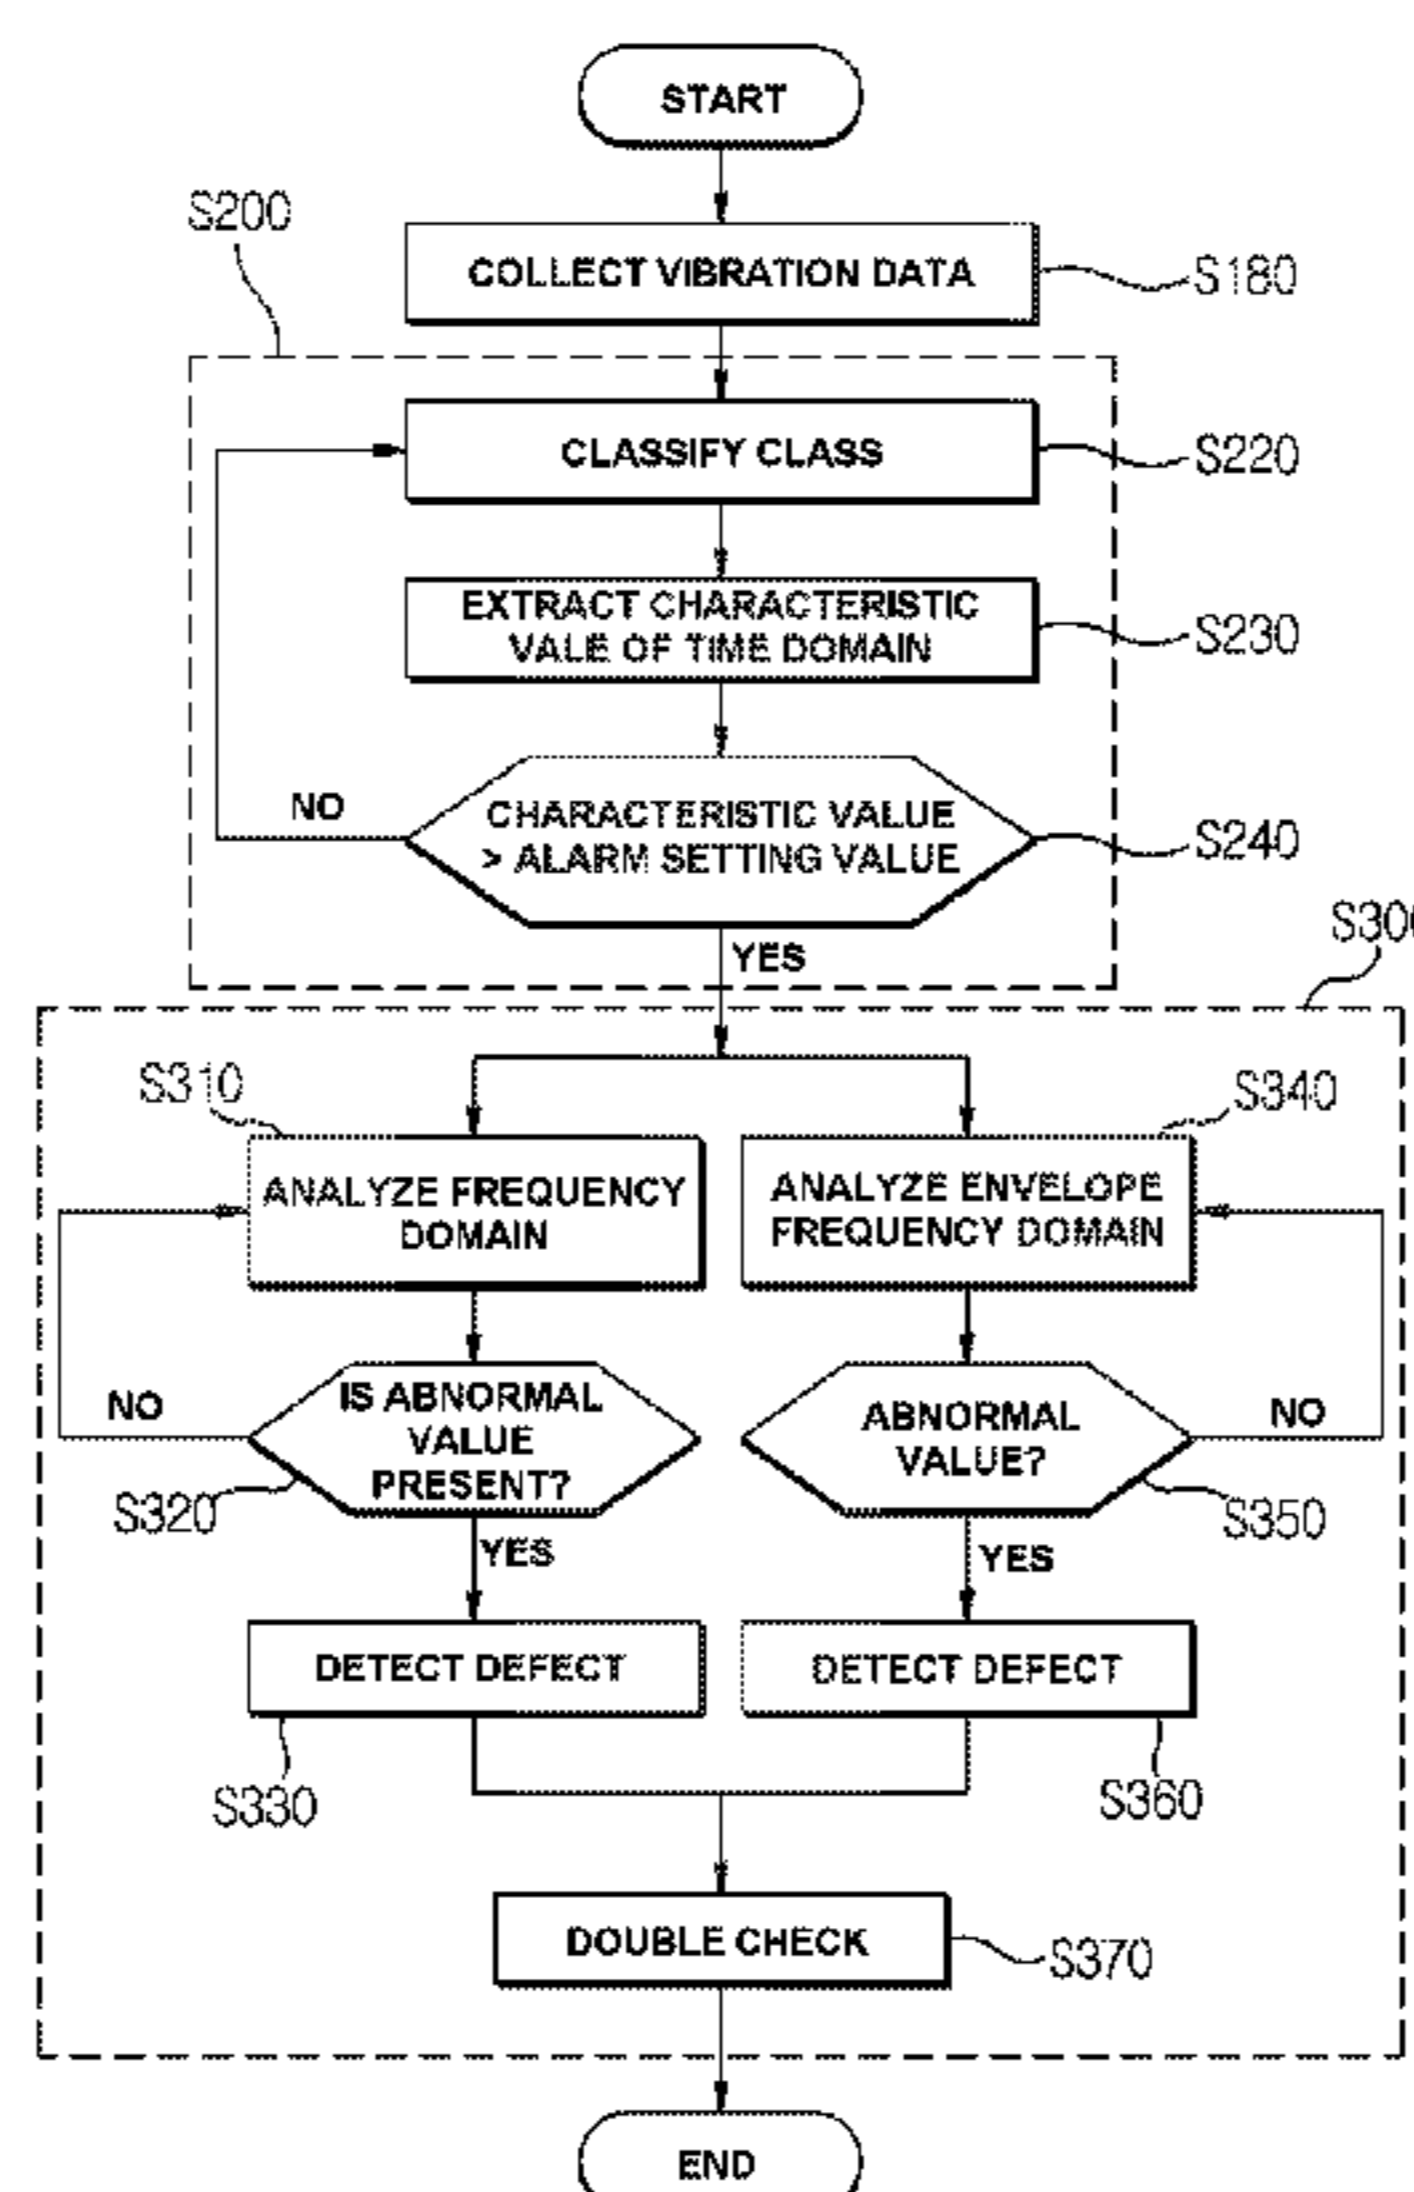 START
S200
COLLECT VIBRATION DATA
S180
CLASSIFY CLASS
S220
EXTRACT CHARACTERISTIC
VALE OF TIME DOMAIN
S230
NO
CHARACTERISTIC VALUE
> ALARM SETTING VALUE
S240
YES
S300
S310
S340
ANALYZE FREQUENCY
DOMAIN
ANALYZE ENVELOPE
FREQUENCY DOMAIN
NO
IS ABNORMAL
VALUE
PRESENT?
ABNORMAL
VALUE?
NO
S320
S350
YES
YES
DETECT DEFECT
DETECT DEFECT
S330
S360
DOUBLE CHECK
S370
END